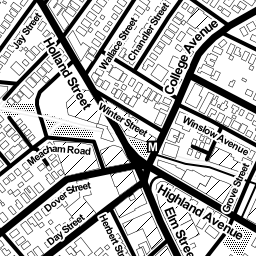 Jay Street
Wallace Street
Chandler Street
College Avenue
Holland Street
Winter Street
Winslow Avenue
M
Meacham Road
Grove Street
Dover Street
Highland Avenue
Day Street
Herbert Street
Elm Street